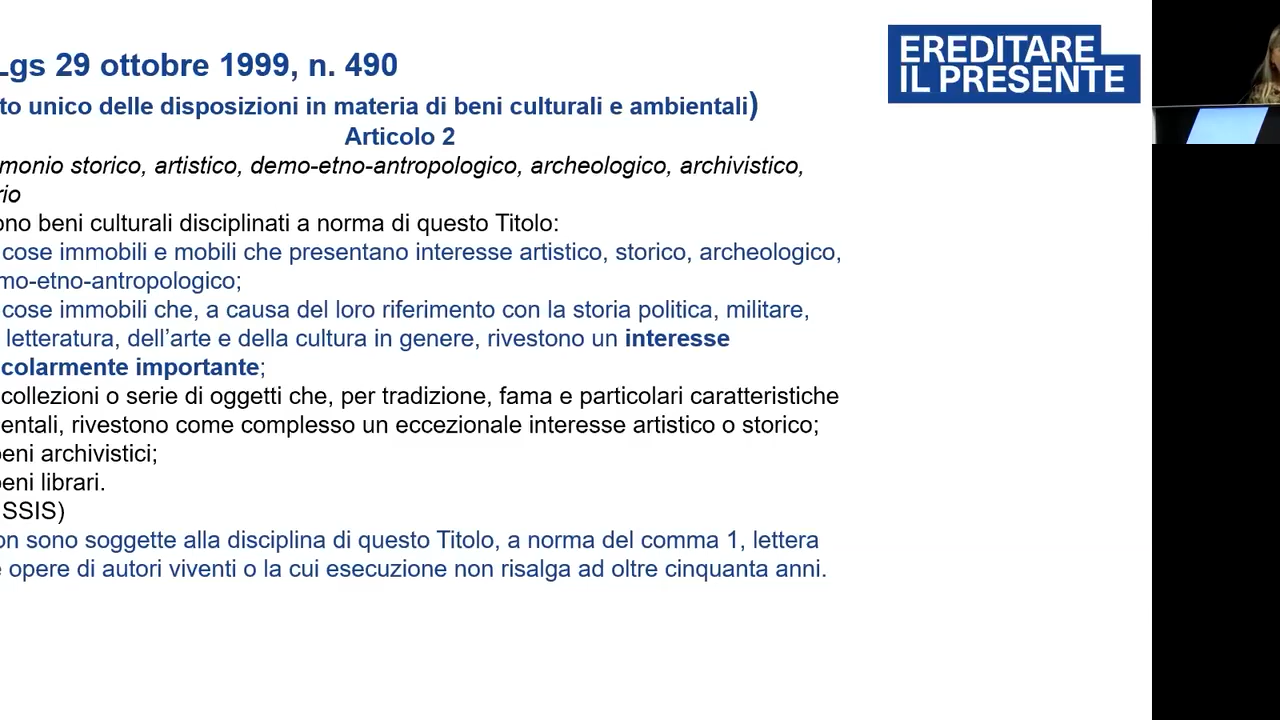 Lgs 29 ottobre 1999, n. 490
to unico delle disposizioni in materia di beni culturali e ambientali)
Articolo 2
monio storico, artistico, demo-etno-antropologico, archeologico, archivistico,
rio
ono beni culturali disciplinati a norma di questo Titolo:
cose immobili e mobili che presentano interesse artistico, storico, archeologico,
mo-etno-antropologico;
cose immobili che, a causa del loro riferimento con la storia politica, militare,
letteratura, dell’arte e della cultura in genere, rivestono un interesse
colarmente importante;
collezioni o serie di oggetti che, per tradizione, fama e particolari caratteristiche
entali, rivestono come complesso un eccezionale interesse artistico o storico;
beni archivistici;
beni librari.
SSIS)
on sono soggette alla disciplina di questo Titolo, a norma del comma 1, lettera
e opere di autori viventi o la cui esecuzione non risalga ad oltre cinquanta anni.
EREDITARE
IL PRESENTE